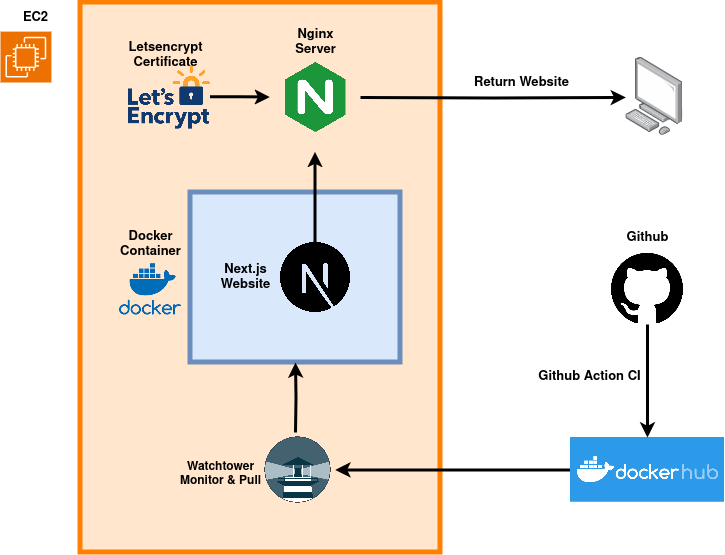 EC2
Letsencrypt
Certificate
Let's
Encrypt
Nginx
Server
N
Return Website
Docker
Container
docker
Next.js
Website
N
Github
Github Action CI
Watchtower
Monitor & Pull
dockerhub